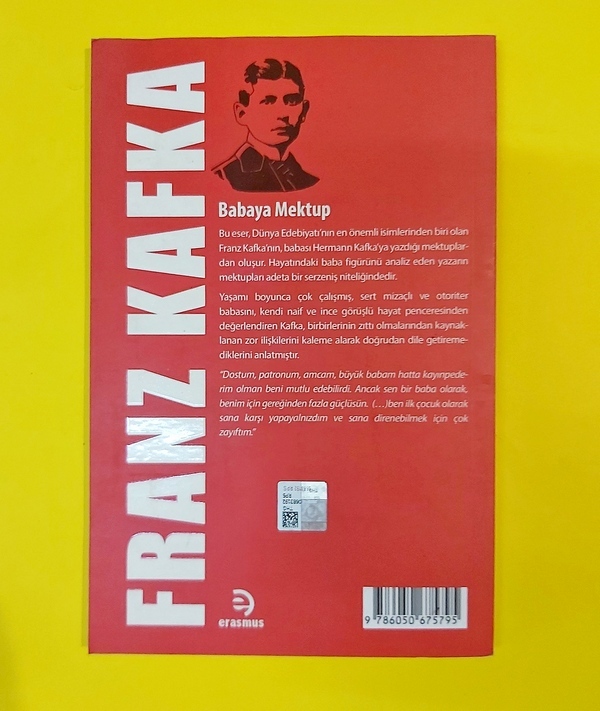 FRANZ KAFKA
Babaya Mektup
Bu eser, Dünya Edebiyatı'nın en önemli isimlerinden biri olan
Franz Kafka'nın, babası Hermann Kafka'ya yazdığı mektuplar-
dan oluşur. Hayatındaki baba figürünü analiz eden yazarın
mektupları adeta bir serzeniş niteliğindedir.
Yaşamı boyunca çok çalışmış, sert mizaçlı ve otoriter
babasını, kendi naif ve ince görüşlü hayat penceresinden
değerlendiren Kafka, birbirlerinin zıttı olmalarından kaynak-
lanan zor ilişkilerini kaleme alarak doğrudan dile getireme-
diklerini anlatmıştır.
"Dostum, patronum, amcam, büyük babam hatta kayınpede-
rim olman beni mutlu edebilirdi. Ancak sen bir baba olarak,
benim için gereğinden fazla güçlüsün. (...)ben ilk çocuk olarak
sana karşı yapayalnızdım ve sana direnebilmek için çok
zayıftım."
erasmus
9 786050 675795